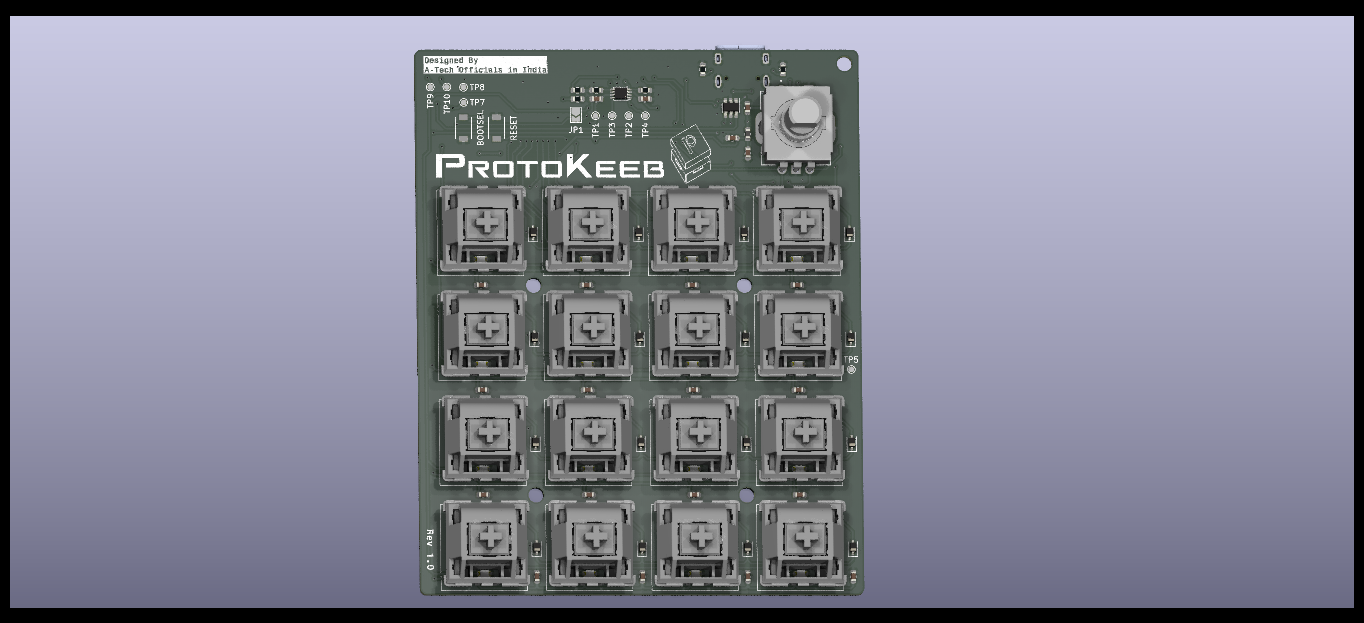 Designed By
A-Tech Officials in India
TP9
TP10
TP8
TP7
BOOTSEL
RESET
JP1
TP1
TP3
TP2
TP4
PROTOKEEB
TP5
Rev 1.0